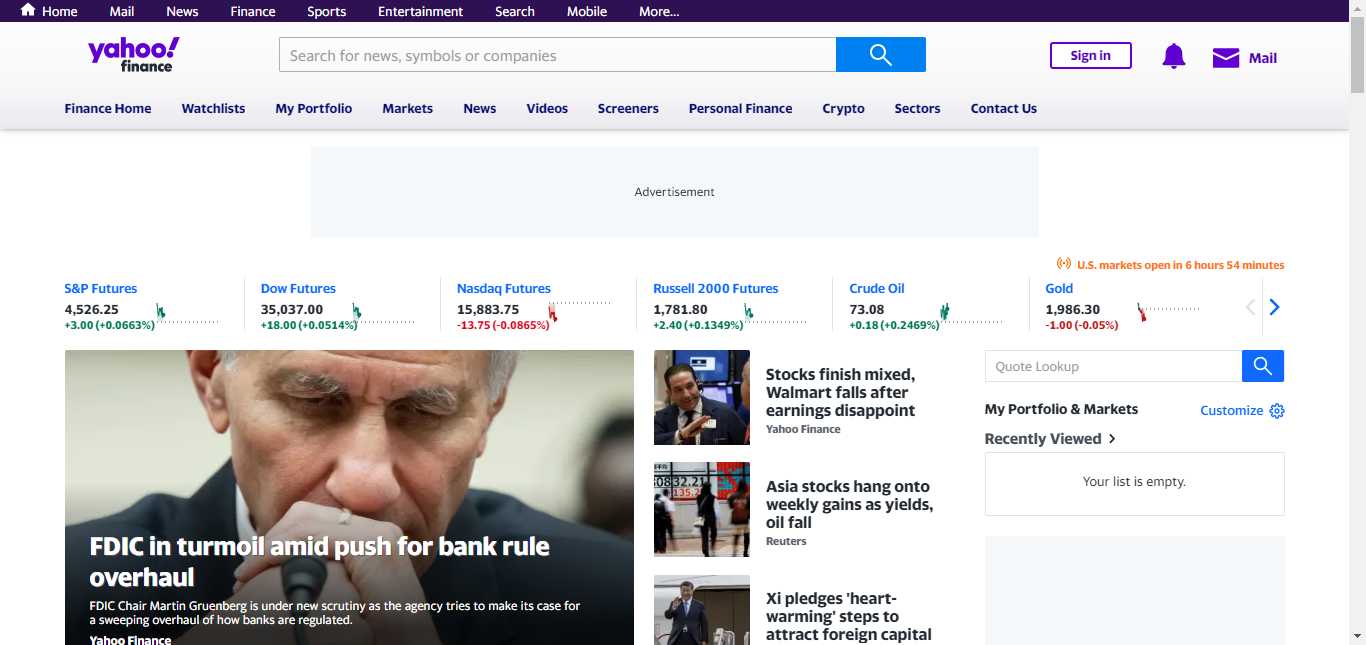 Home Mail News Finance Sports Entertainment Search Mobile More...
yahoo!
finance
Search for news, symbols or companies
Sign in
Mail
Finance Home Watchlists My Portfolio Markets News Videos Screeners Personal Finance Crypto Sectors Contact Us
Advertisement
U.S. markets open in 6 hours 54 minutes
S&P Futures
4,526.25
+3.00 (+0.0663%)
Dow Futures
35,037.00
+18.00 (+0.0514%)
Nasdaq Futures
15,883.75
-13.75 (-0.0865%)
Russell 2000 Futures
1,781.80
+2.40 (+0.1349%)
Crude Oil
73.08
+0.18 (+0.2469%)
Gold
1,986.30
-1.00 (-0.05%)
FDIC in turmoil amid push for bank rule
overhaul
FDIC Chair Martin Gruenberg is under new scrutiny as the agency tries to make its case for
a sweeping overhaul of how banks are regulated.
Yahoo Finance
Stocks finish mixed,
Walmart falls after
earnings disappoint
Yahoo Finance
Asia stocks hang onto
weekly gains as yields,
oil fall
Reuters
Xi pledges 'heart-
warming' steps to
attract foreign capital
Quote Lookup
My Portfolio & Markets
Customize
Recently Viewed
Your list is empty.